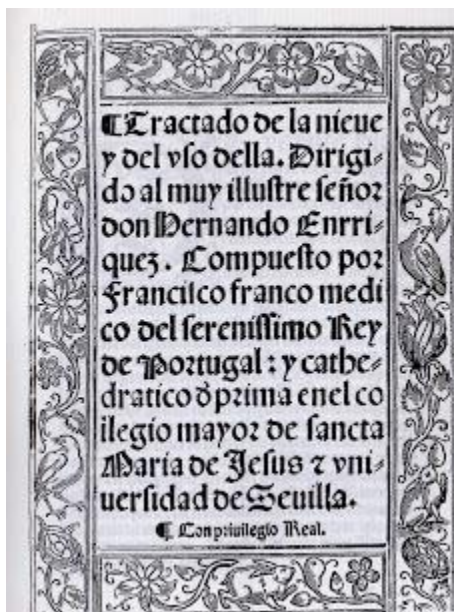 ¶Tractado de la nieue
y del vso della. Dirigi-
do al muy illustre señor
don Hernando Enrri-
quez. Compuesto por
Francisco franco medi
co del serenissimo Rey
de Portugal: y cathe-
dratico ď prima enel co
llegio mayor de sancta
Maria de Jesus ⁊ vni-
uersidad de Seuilla.
¶ Con priuilegio Real.